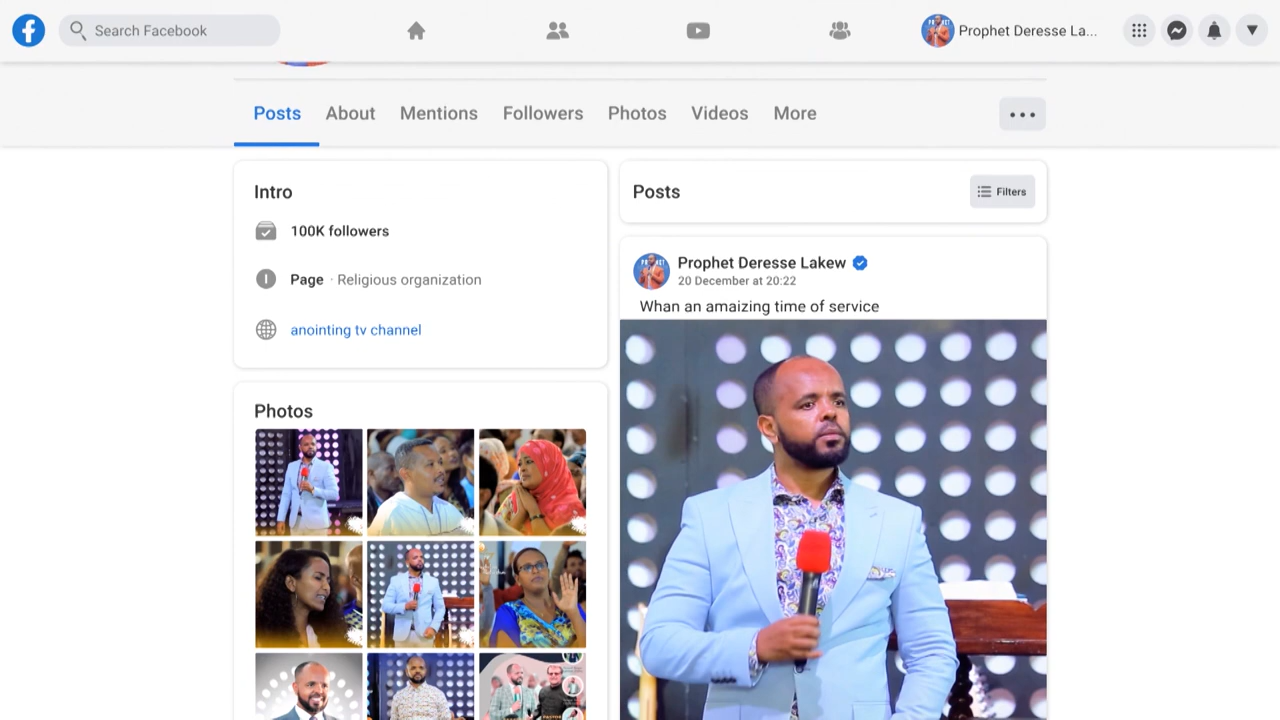 Search Facebook
Prophet Deresse La...
Posts
About
Mentions
Followers
Photos
Videos
More
Intro
100K followers
Page · Religious organization
anointing tv channel
Photos
Posts
Filters
Prophet Deresse Lakew
20 December at 20:22
Whan an amaizing time of service